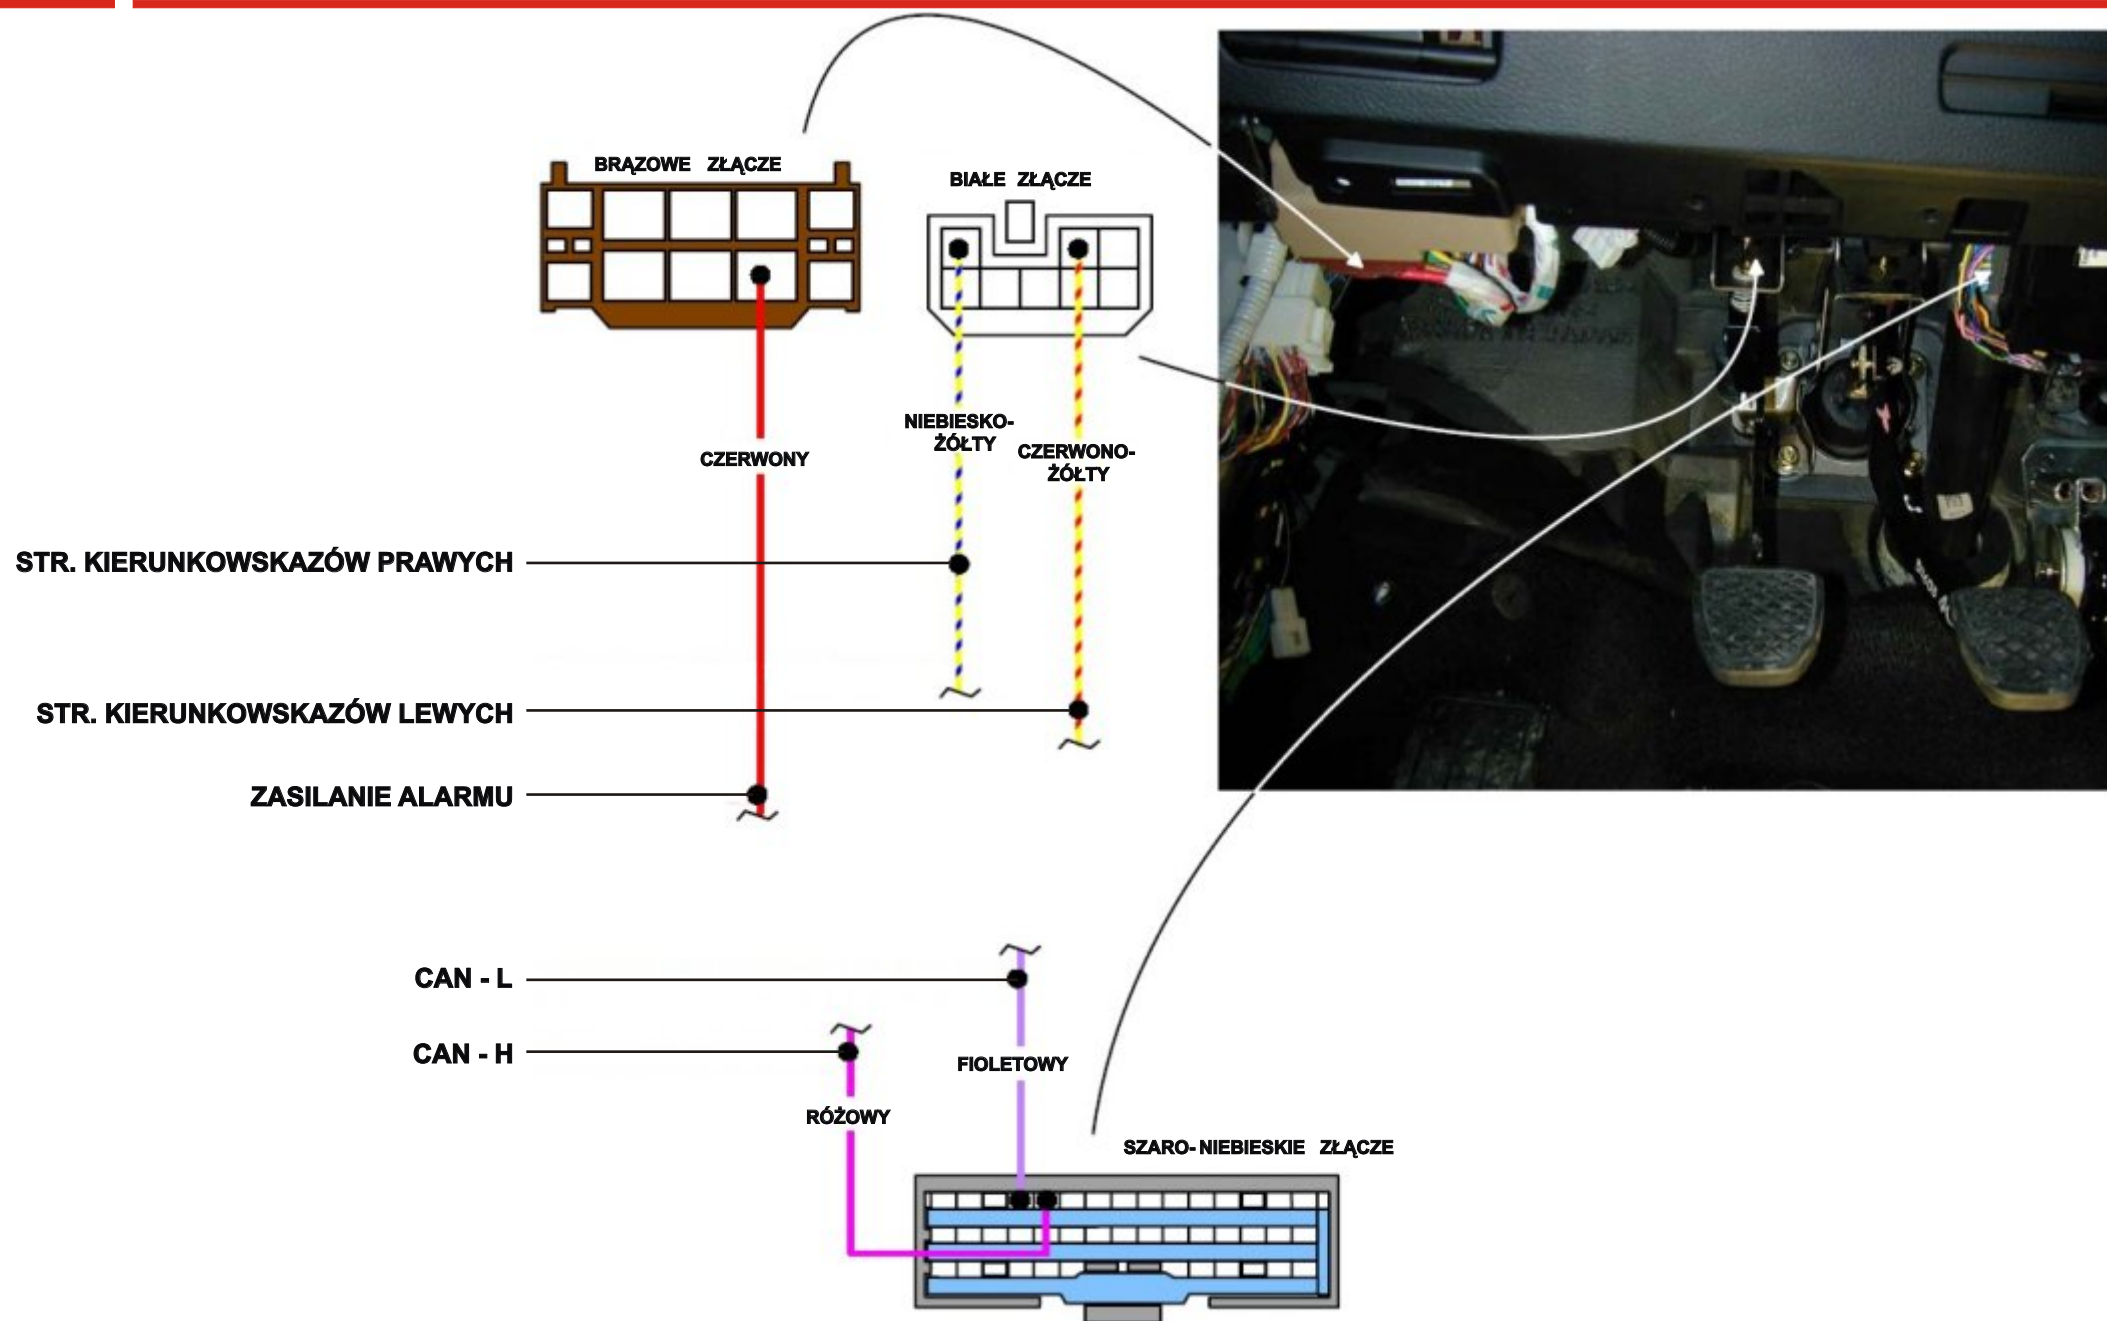 BRĄZOWE ZŁĄCZE
BIAŁE ZŁĄCZE
NIEBIESKO-
ŻÓŁTY
CZERWONO-
ŻÓŁTY
CZERWONY
STR. KIERUNKOWSKAZÓW PRAWYCH
STR. KIERUNKOWSKAZÓW LEWYCH
ZASILANIE ALARMU
CAN - L
CAN - H
FIOLETOWY
RÓŻOWY
SZARO-NIEBIESKIE ZŁĄCZE